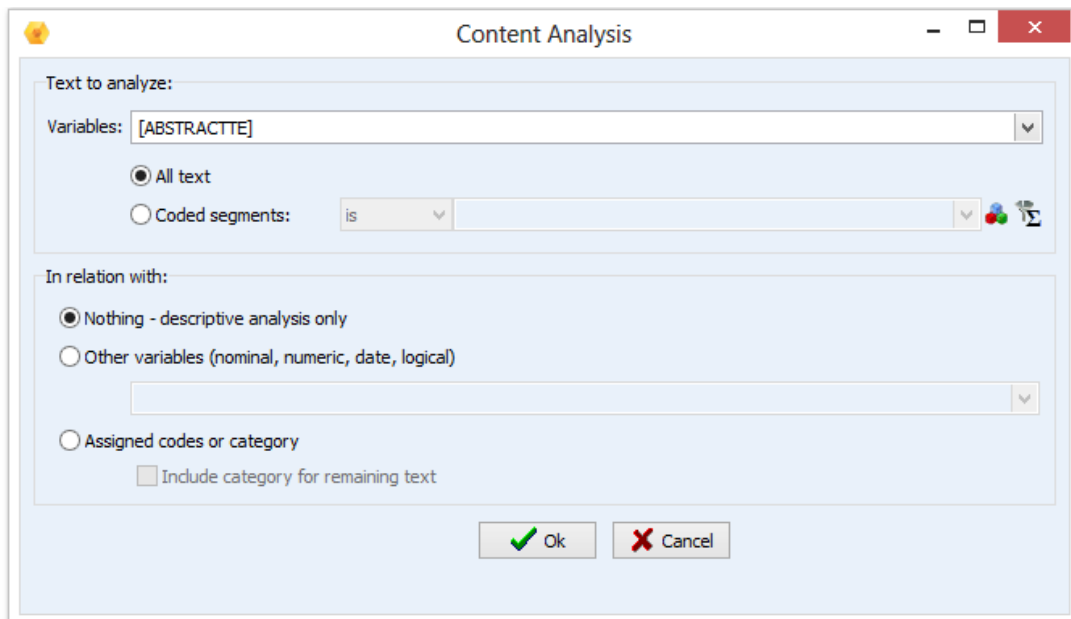 Content Analysis
Text to analyze:
Variables: [ABSTRACTTE]
All text
Coded segments: is
Σ
In relation with:
Nothing - descriptive analysis only
Other variables (nominal, numeric, date, logical)
Assigned codes or category
Include category for remaining text
Ok Cancel